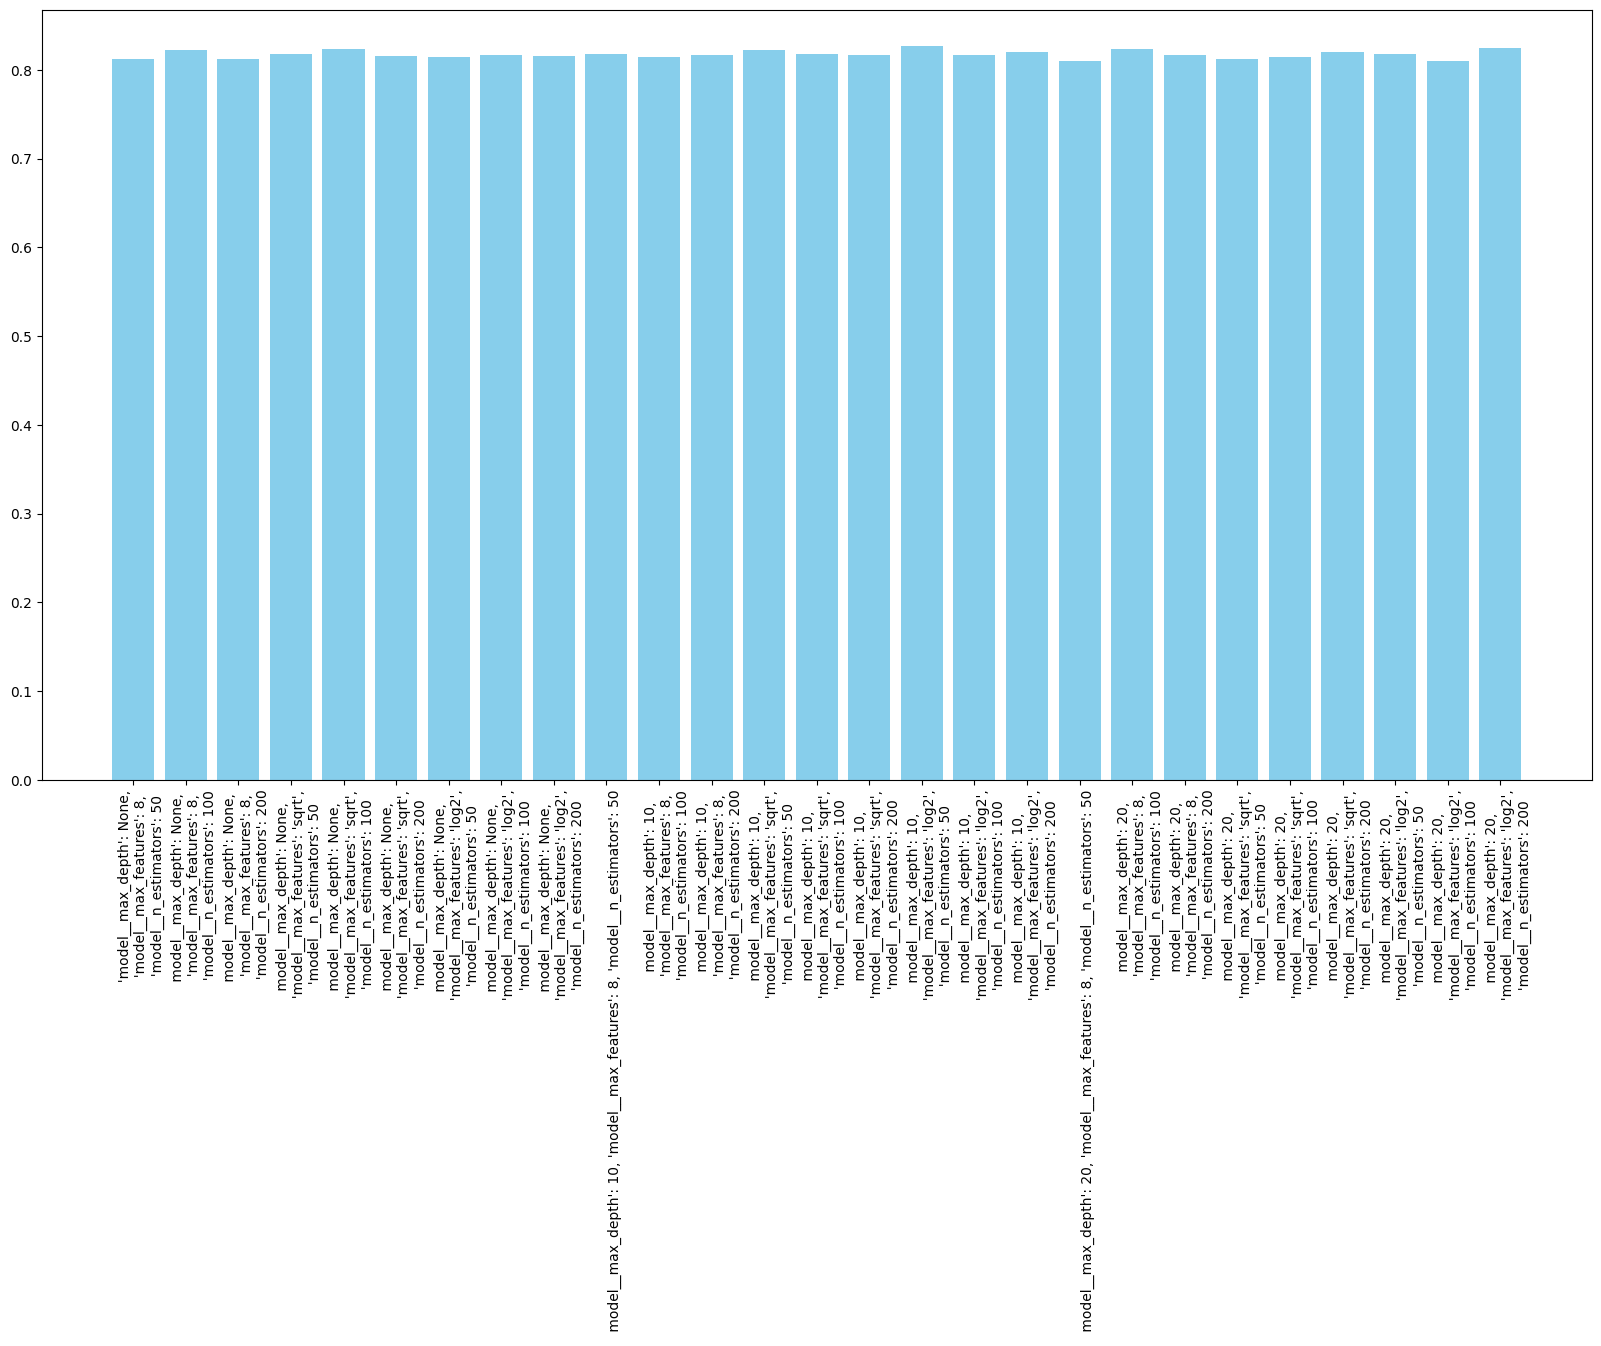 0.8
0.7
0.6
0.5
0.4
0.3
0.2
0.1
0.0
model__max_depth': None,
'model__max_features': 8,
'model__n_estimators': 50
model__max_depth': None,
'model__max_features': 8,
'model__n_estimators': 100
model__max_depth': None,
'model__max_features': 8,
'model__n_estimators': 200
model__max_depth': None,
'model__max_features': 'sqrt',
'model__n_estimators': 50
model__max_depth': None,
'model__max_features': 'sqrt',
'model__n_estimators': 100
model__max_depth': None,
'model__max_features': 'sqrt',
'model__n_estimators': 200
model__max_depth': None,
'model__max_features': 'log2',
'model__n_estimators': 50
model__max_depth': None,
'model__max_features': 'log2',
'model__n_estimators': 100
model__max_depth': None,
'model__max_features': 'log2',
'model__n_estimators': 200
model__max_depth': 10, 'model__max_features': 8, 'model__n_estimators': 50
model__max_depth': 10,
'model__max_features': 8,
'model__n_estimators': 100
model__max_depth': 10,
'model__max_features': 8,
'model__n_estimators': 200
model__max_depth': 10,
'model__max_features': 'sqrt',
'model__n_estimators': 50
model__max_depth': 10,
'model__max_features': 'sqrt',
'model__n_estimators': 100
model__max_depth': 10,
'model__max_features': 'sqrt',
'model__n_estimators': 200
model__max_depth': 10,
'model__max_features': 'log2',
'model__n_estimators': 50
model__max_depth': 10,
'model__max_features': 'log2',
'model__n_estimators': 100
model__max_depth': 10,
'model__max_features': 'log2',
'model__n_estimators': 200
model__max_depth': 20, 'model__max_features': 8, 'model__n_estimators': 50
model__max_depth': 20,
'model__max_features': 8,
'model__n_estimators': 100
model__max_depth': 20,
'model__max_features': 8,
'model__n_estimators': 200
model__max_depth': 20,
'model__max_features': 'sqrt',
'model__n_estimators': 50
model__max_depth': 20,
'model__max_features': 'sqrt',
'model__n_estimators': 100
model__max_depth': 20,
'model__max_features': 'sqrt',
'model__n_estimators': 200
model__max_depth': 20,
'model__max_features': 'log2',
'model__n_estimators': 50
model__max_depth': 20,
'model__max_features': 'log2',
'model__n_estimators': 100
model__max_depth': 20,
'model__max_features': 'log2',
'model__n_estimators': 200